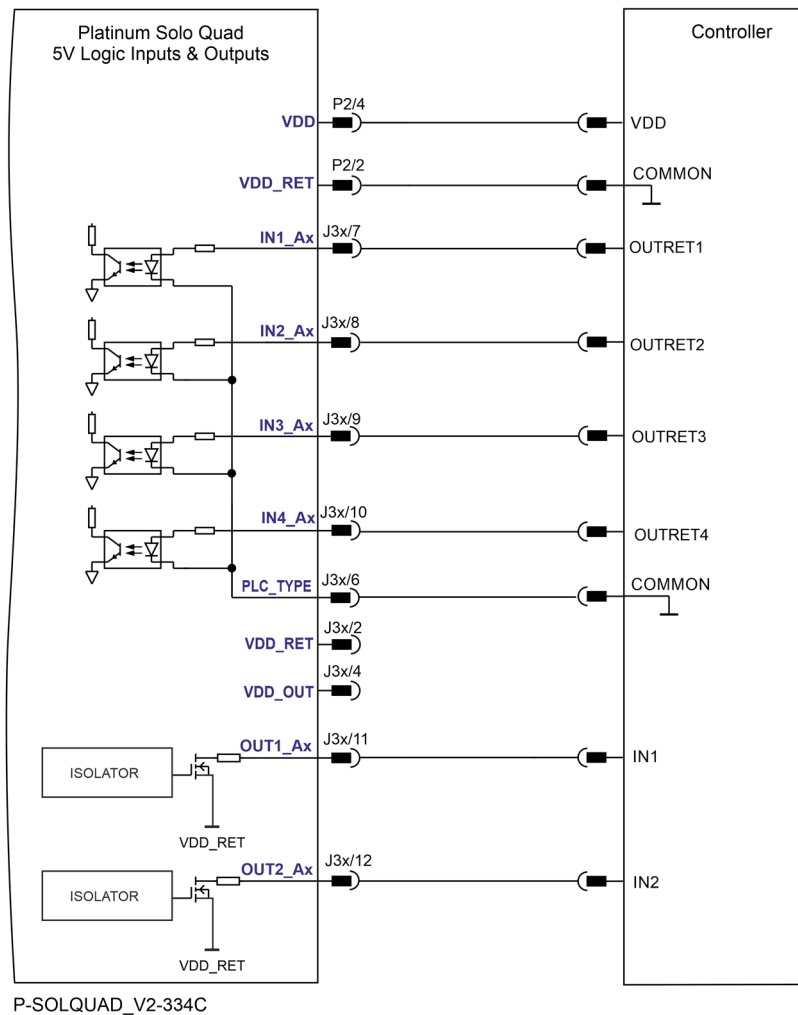 Platinum Solo Quad
5V Logic Inputs & Outputs
Controller
VDD P2/4 VDD
VDD_RET P2/2 COMMON
IN1_Ax J3x/7 OUTRET1
IN2_Ax J3x/8 OUTRET2
IN3_Ax J3x/9 OUTRET3
IN4_Ax J3x/10 OUTRET4
PLC_TYPE J3x/6 COMMON
VDD_RET J3x/2
VDD_OUT J3x/4
ISOLATOR OUT1_Ax J3x/11 IN1
VDD_RET
ISOLATOR OUT2_Ax J3x/12 IN2
VDD_RET
P-SOLQUAD_V2-334C